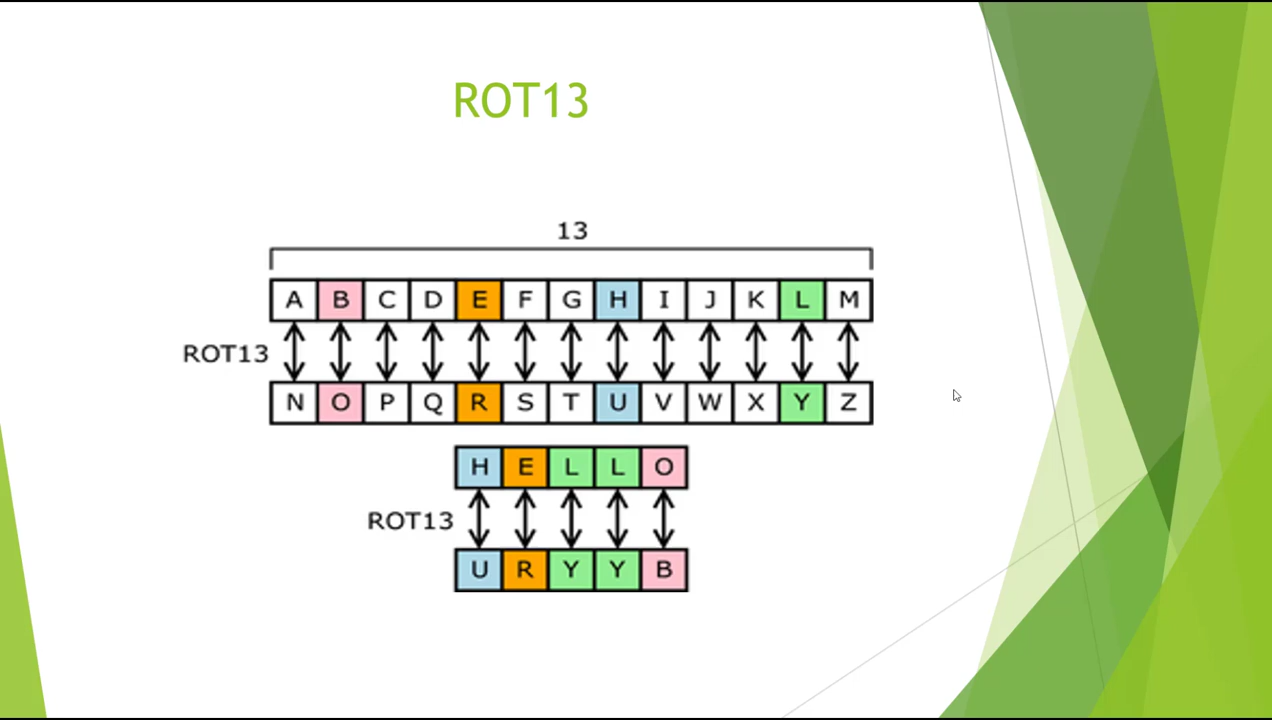 ROT13
13
A B C D E F G H I J K L M
ROT13
N O P Q R S T U V W X Y Z
H E L L O
ROT13
U R Y Y B